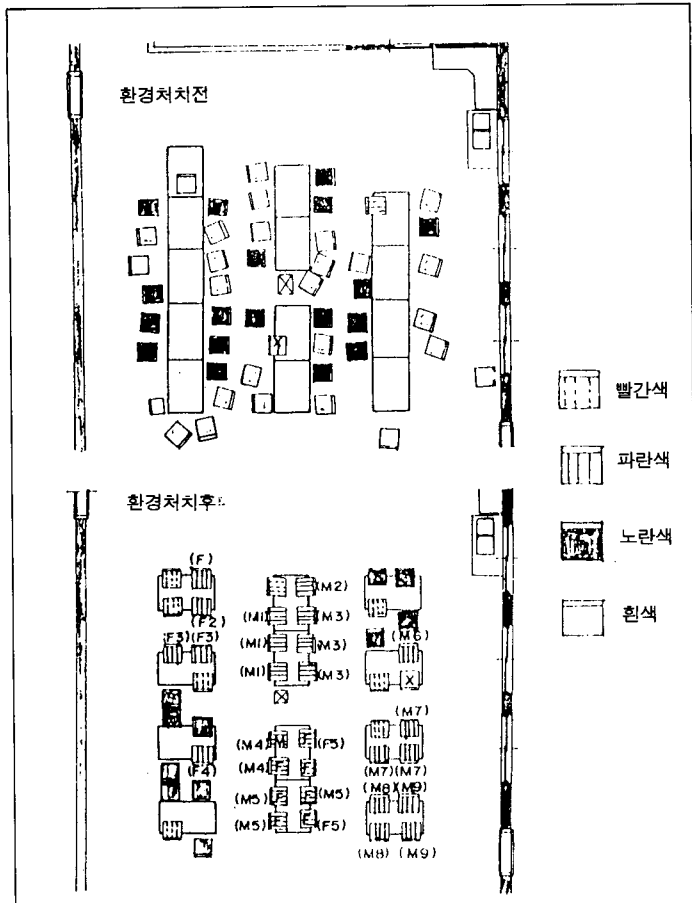 환경처치전
빨간색
파란색
노란색
흰색
환경처치후
(F)
(F2)
(F3)(F3)
(F4)
(M2)
(M1) (M3)
(M1) (M3)
(M1) (M3)
(M4) (F5)
(M4)
(M5) (M5)
(M5) (F5)
(M6)
(M7)
(M7)(M7)
(M8)(M9)
(M8) (M9)